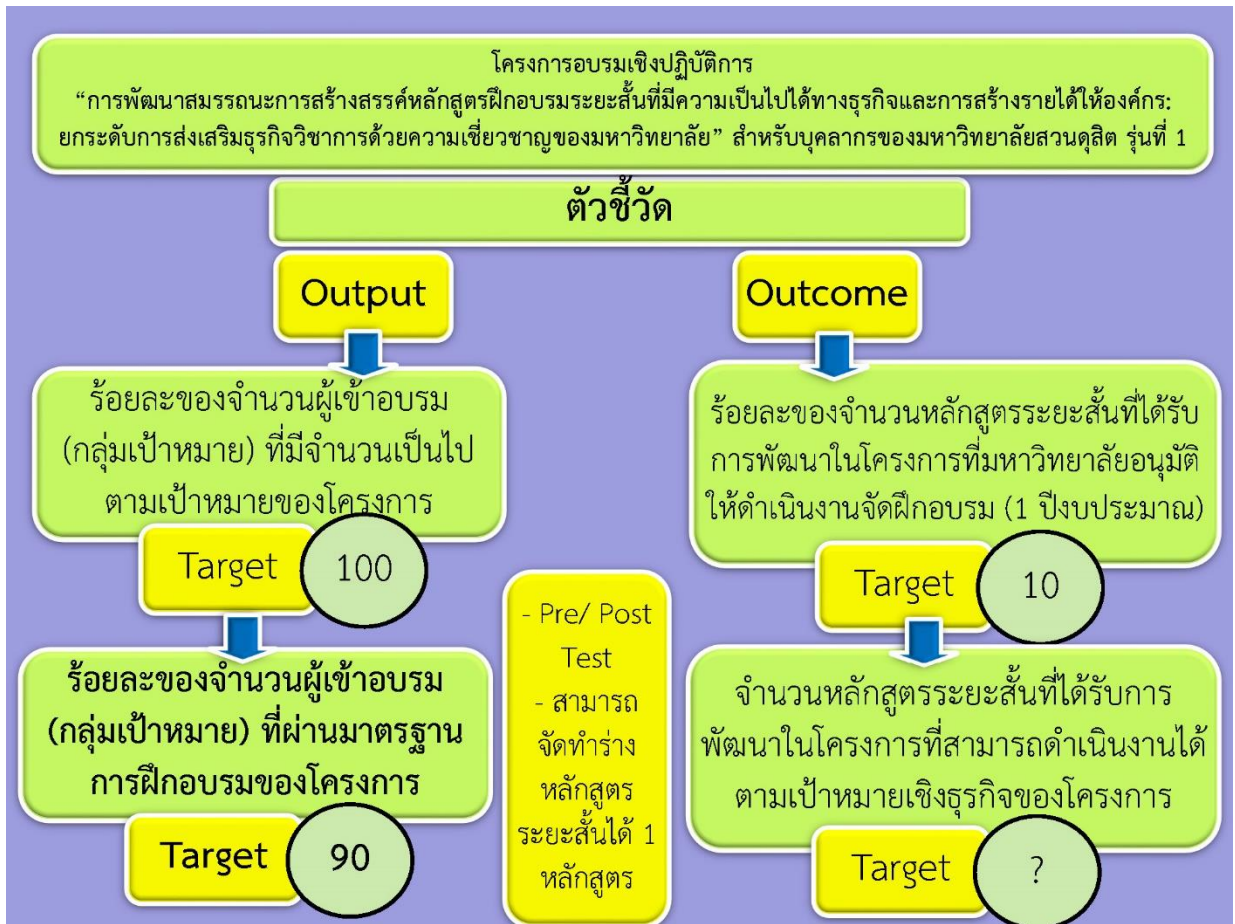 โครงการอบรมเชิงปฏิบัติการ
“การพัฒนาสมรรถนะการสร้างสรรค์หลักสูตรฝึกอบรมระยะสั้นที่มีความเป็นไปได้ทางธุรกิจและการสร้างรายได้ให้องค์กร:
ยกระดับการส่งเสริมธุรกิจวิชาการด้วยความเชี่ยวชาญของมหาวิทยาลัย” สำหรับบุคลากรของมหาวิทยาลัยสวนดุสิต รุ่นที่ 1
ตัวชี้วัด
Output
ร้อยละของจำนวนผู้เข้าอบรม
(กลุ่มเป้าหมาย) ที่มีจำนวนเป็นไป
ตามเป้าหมายของโครงการ
Target
100
ร้อยละของจำนวนผู้เข้าอบรม
(กลุ่มเป้าหมาย) ที่ผ่านมาตรฐาน
การฝึกอบรมของโครงการ
Target
90
- Pre/ Post
Test
- สามารถ
จัดทำร่าง
หลักสูตร
ระยะสั้นได้ 1
หลักสูตร
Outcome
ร้อยละของจำนวนหลักสูตรระยะสั้นที่ได้รับ
การพัฒนาในโครงการที่มหาวิทยาลัยอนุมัติ
ให้ดำเนินงานจัดฝึกอบรม (1 ปีงบประมาณ)
Target
10
จำนวนหลักสูตรระยะสั้นที่ได้รับการ
พัฒนาในโครงการที่สามารถดำเนินงานได้
ตามเป้าหมายเชิงธุรกิจของโครงการ
Target
?